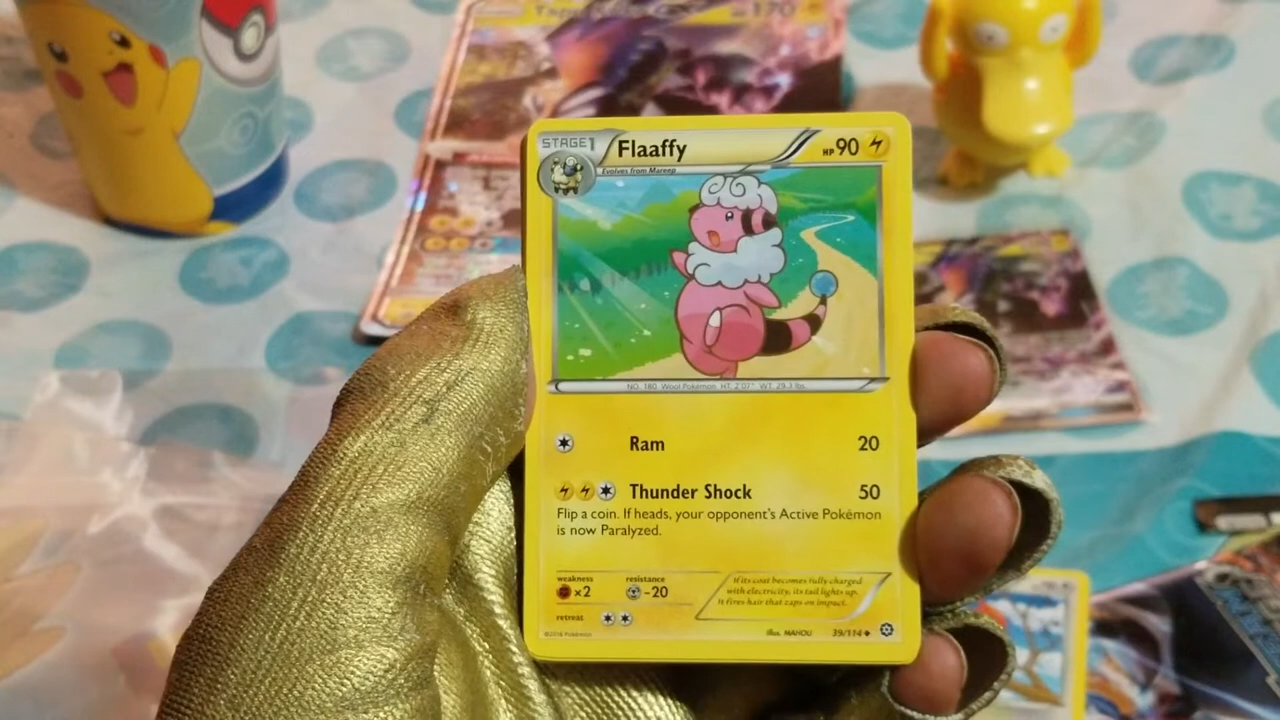 170
STAGE1
Flaaffy
HP 90
Evolves from Mareep
NO. 180 Wool Pokémon HT. 2'07" WT. 29.3 lbs.
Ram 20
Thunder Shock 50
Flip a coin. If heads, your opponent's Active Pokémon
is now Paralyzed.
weakness resistance
×2 -20
If its coat becomes fully charged
with electricity, its tail lights up.
It fires hair that zaps on impact.
retreat
©2016 Pokémon
Illus. MAHOU 39/114